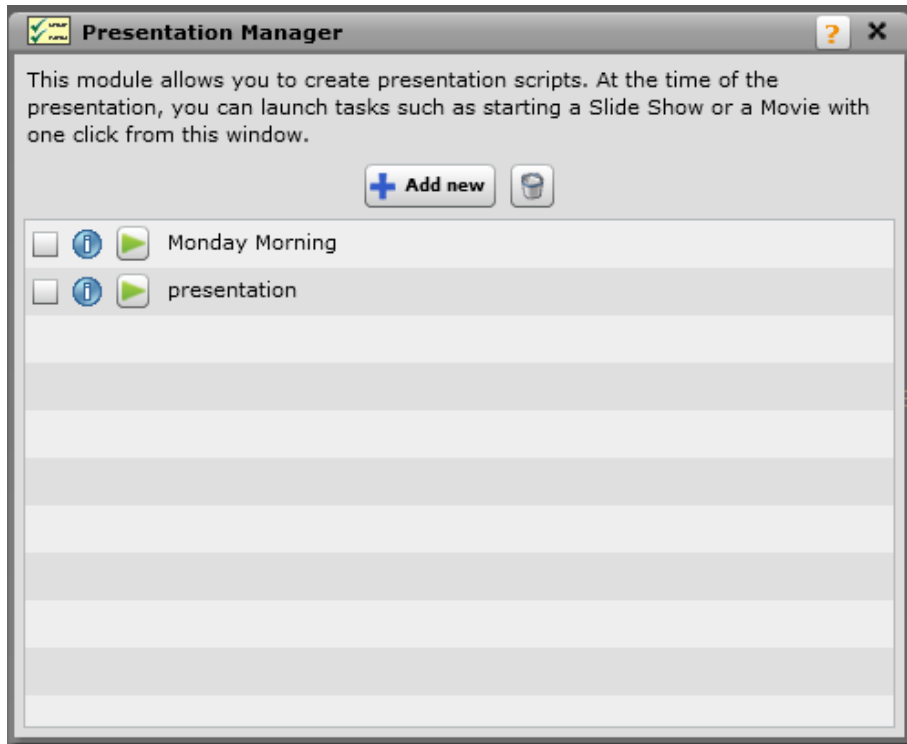 Presentation Manager
?
This module allows you to create presentation scripts. At the time of the
presentation, you can launch tasks such as starting a Slide Show or a Movie with
one click from this window.
Add new
Monday Morning
presentation